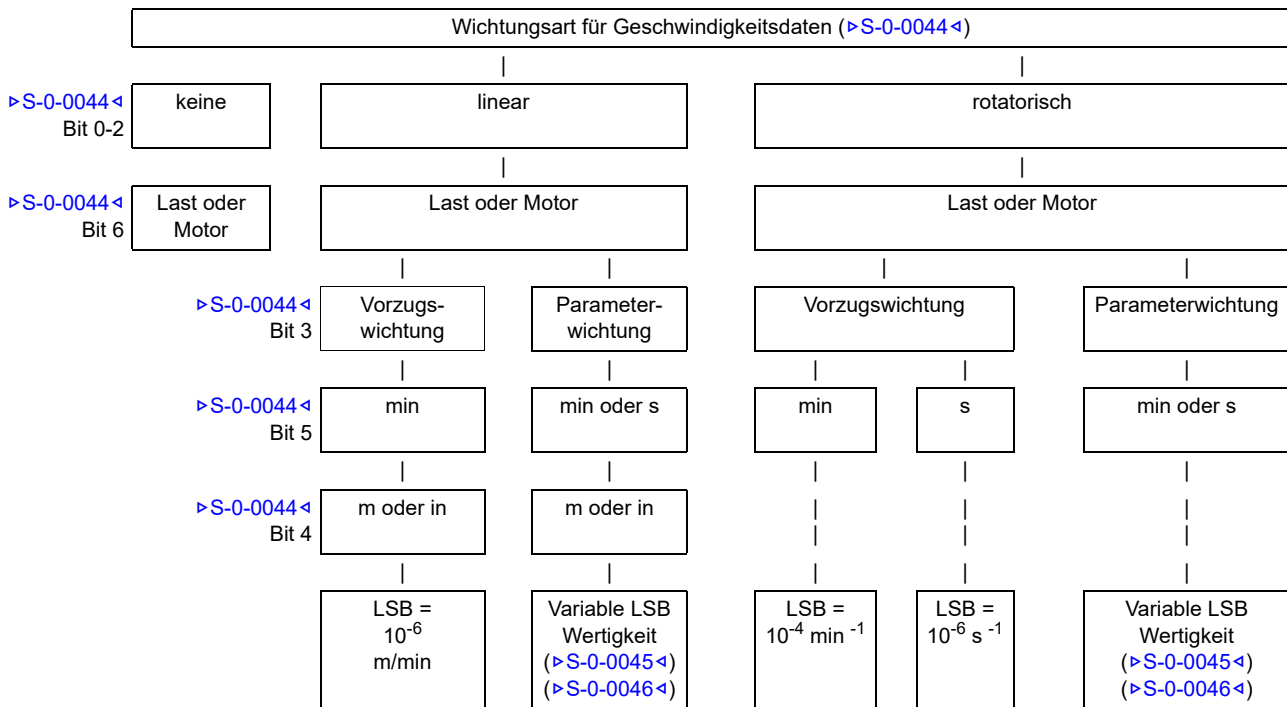 Wichtungsart für Geschwindigkeitsdaten (▹S-0-0044◃)
▹S-0-0044◃
Bit 0-2
keine
linear
rotatorisch
▹S-0-0044◃
Bit 6
Last oder
Motor
Last oder Motor
Last oder Motor
▹S-0-0044◃
Bit 3
Vorzugs-
wichtung
Parameter-
wichtung
Vorzugswichtung
Parameterwichtung
▹S-0-0044◃
Bit 5
min
min oder s
min
s
min oder s
▹S-0-0044◃
Bit 4
m oder in
m oder in
LSB =
10⁻⁶
m/min
Variable LSB
Wertigkeit
(▹S-0-0045◃)
(▹S-0-0046◃)
LSB =
10⁻⁴ min ⁻¹
LSB =
10⁻⁶ s ⁻¹
Variable LSB
Wertigkeit
(▹S-0-0045◃)
(▹S-0-0046◃)